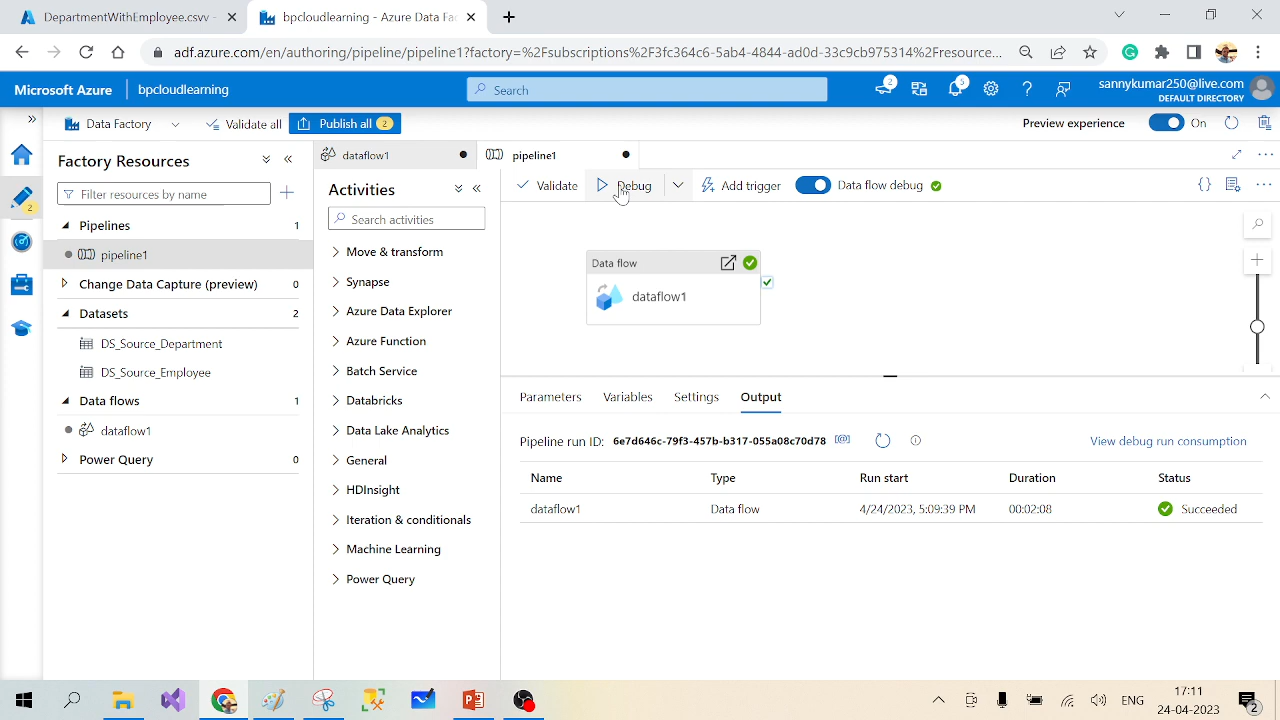 DepartmentWithEmployee.csvv -
bpcloudlearning - Azure Data Fac
adf.azure.com/en/authoring/pipeline/pipeline1?factory=%2Fsubscriptions%2F3fc364c6-5ab4-4844-ad0d-33c9cb975314%2Fresource...
Microsoft Azure
bpcloudlearning
Search
2
5
sannykumar250@live.com
DEFAULT DIRECTORY
Data Factory
Validate all
Publish all 2
Preview experience
On
Factory Resources
dataflow1
pipeline1
Filter resources by name
Activities
Validate
Debug
Add trigger
Data flow debug
2
Pipelines 1
pipeline1
Change Data Capture (preview) 0
Datasets 2
DS_Source_Department
DS_Source_Employee
Data flows 1
dataflow1
Power Query 0
Search activities
Move & transform
Synapse
Azure Data Explorer
Azure Function
Batch Service
Databricks
Data Lake Analytics
General
HDInsight
Iteration & conditionals
Machine Learning
Power Query
Data flow
dataflow1
Parameters Variables Settings Output
Pipeline run ID: 6e7d646c-79f3-457b-b317-055a08c70d78
View debug run consumption
Name Type Run start Duration Status
dataflow1 Data flow 4/24/2023, 5:09:39 PM 00:02:08 Succeeded
ENG
17:11
24-04-2023
2